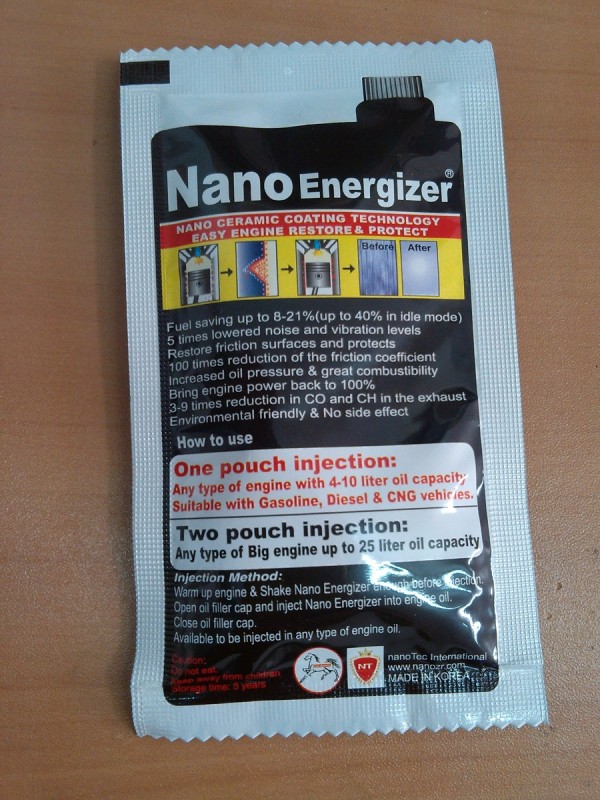 Nano Energizer®
NANO CERAMIC COATING TECHNOLOGY
EASY ENGINE RESTORE & PROTECT
Before After
Fuel saving up to 8-21%(up to 40% in idle mode)
5 times lowered noise and vibration levels
Restore friction surfaces and protects
100 times reduction of the friction coefficient
Increased oil pressure & great combustibility
Bring engine power back to 100%
3-9 times reduction in CO and CH in the exhaust
Environmental friendly & No side effect
How to use
One pouch injection:
Any type of engine with 4-10 liter oil capacity
Suitable with Gasoline, Diesel & CNG vehicles.
Two pouch injection:
Any type of Big engine up to 25 liter oil capacity
Injection Method:
Warm up engine & Shake Nano Energizer enough before injection.
Open oil filler cap and inject Nano Energizer into engine oil.
Close oil filler cap.
Available to be injected in any type of engine oil.
Caution:
Do not eat.
Keep away from children
Storage time: 5 years
NT
nanoTec International
www.nanozr.com
MADE IN KOREA